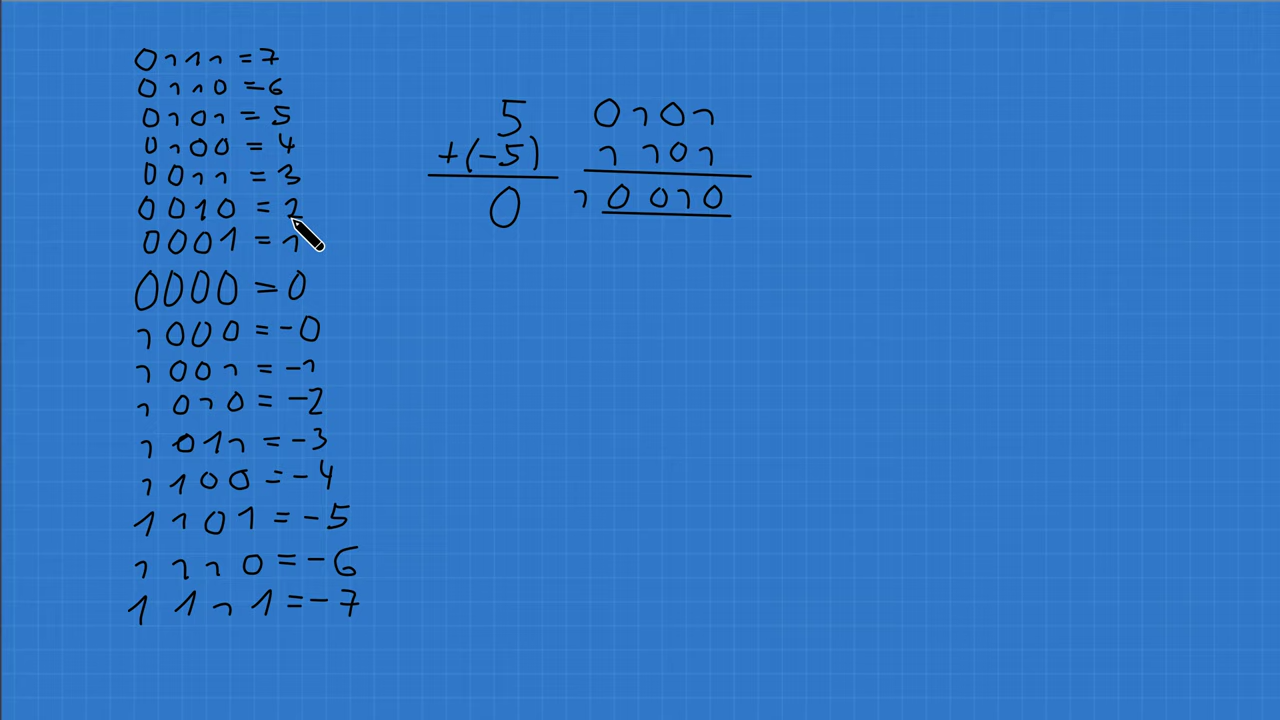 0111 = 7
0110 = 6
0101 = 5
0100 = 4
0011 = 3
0010 = 2
0001 = 1
0000 = 0
1000 = -0
1001 = -1
1010 = -2
1011 = -3
1100 = -4
1101 = -5
1110 = -6
1111 = -7
5 0101
+(-5) 1101
0 10010